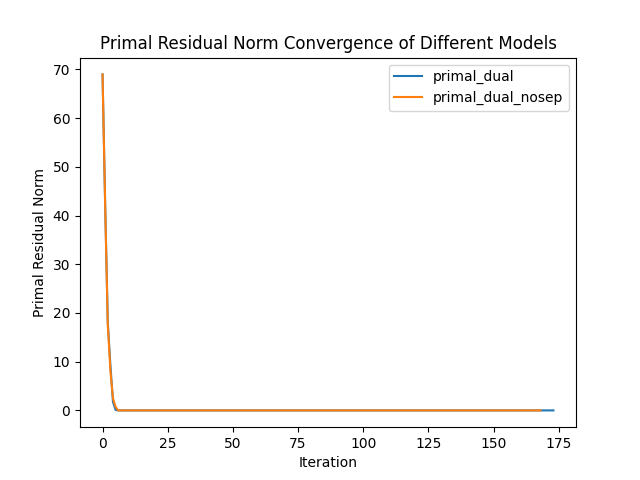 Primal Residual Norm Convergence of Different Models
primal_dual
primal_dual_nosep
Primal Residual Norm
70
60
50
40
30
20
10
0
0 25 50 75 100 125 150 175
Iteration